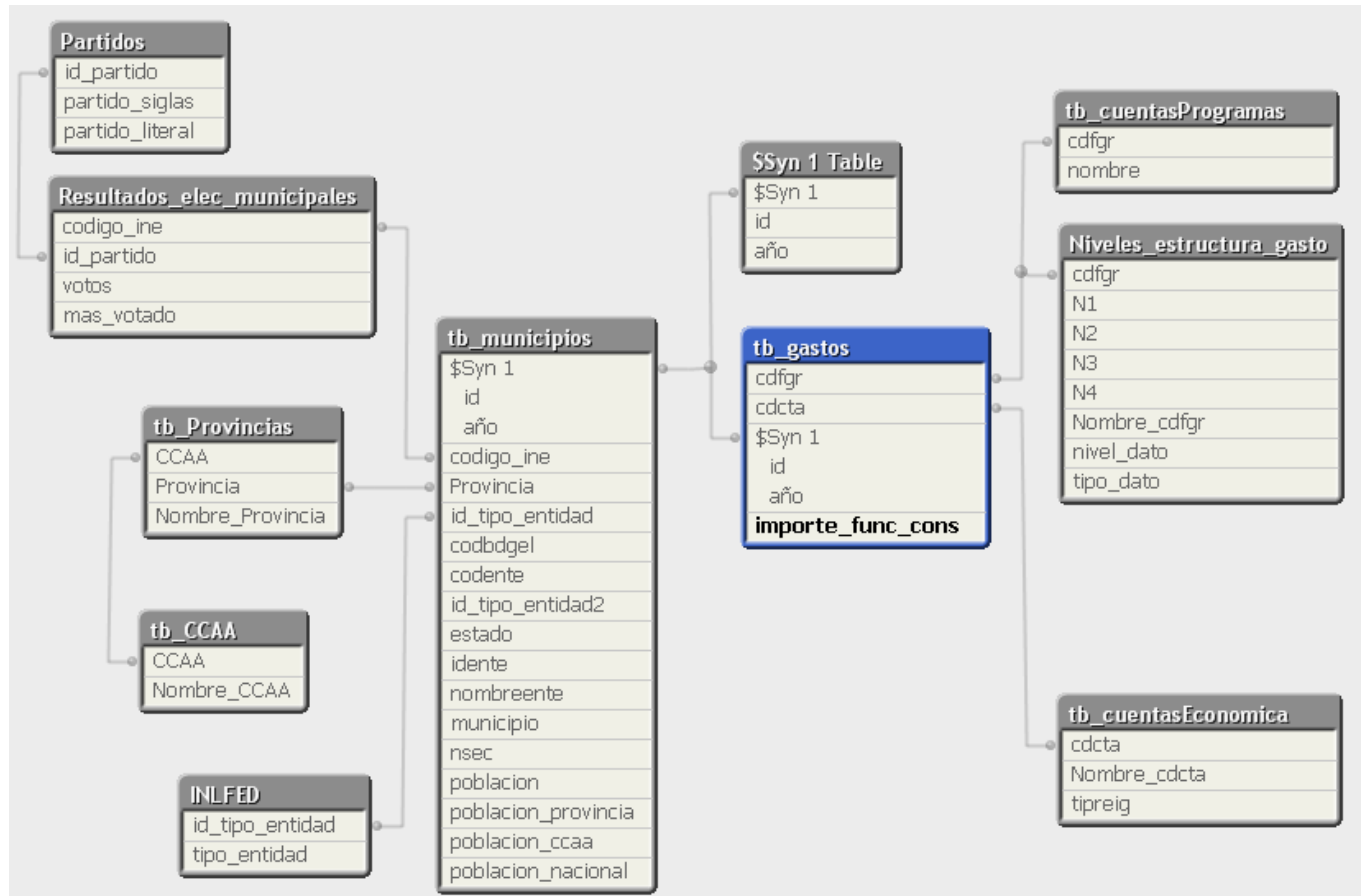 Partidos
id_partido
partido_siglas
partido_literal
Resultados_elec_municipales
codigo_ine
id_partido
votos
mas_votado
tb_Provincias
CCAA
Provincia
Nombre_Provincia
tb_CCAA
CCAA
Nombre_CCAA
INLFED
id_tipo_entidad
tipo_entidad
tb_municipios
$Syn 1
id
año
codigo_ine
Provincia
id_tipo_entidad
codbdgel
codente
id_tipo_entidad2
estado
idente
nombreente
municipio
nsec
poblacion
poblacion_provincia
poblacion_ccaa
poblacion_nacional
$Syn 1 Table
$Syn 1
id
año
tb_gastos
cdfgr
cdcta
$Syn 1
id
año
importe_func_cons
tb_cuentasProgramas
cdfgr
nombre
Niveles_estructura_gasto
cdfgr
N1
N2
N3
N4
Nombre_cdfgr
nivel_dato
tipo_dato
tb_cuentasEconomica
cdcta
Nombre_cdcta
tipreig